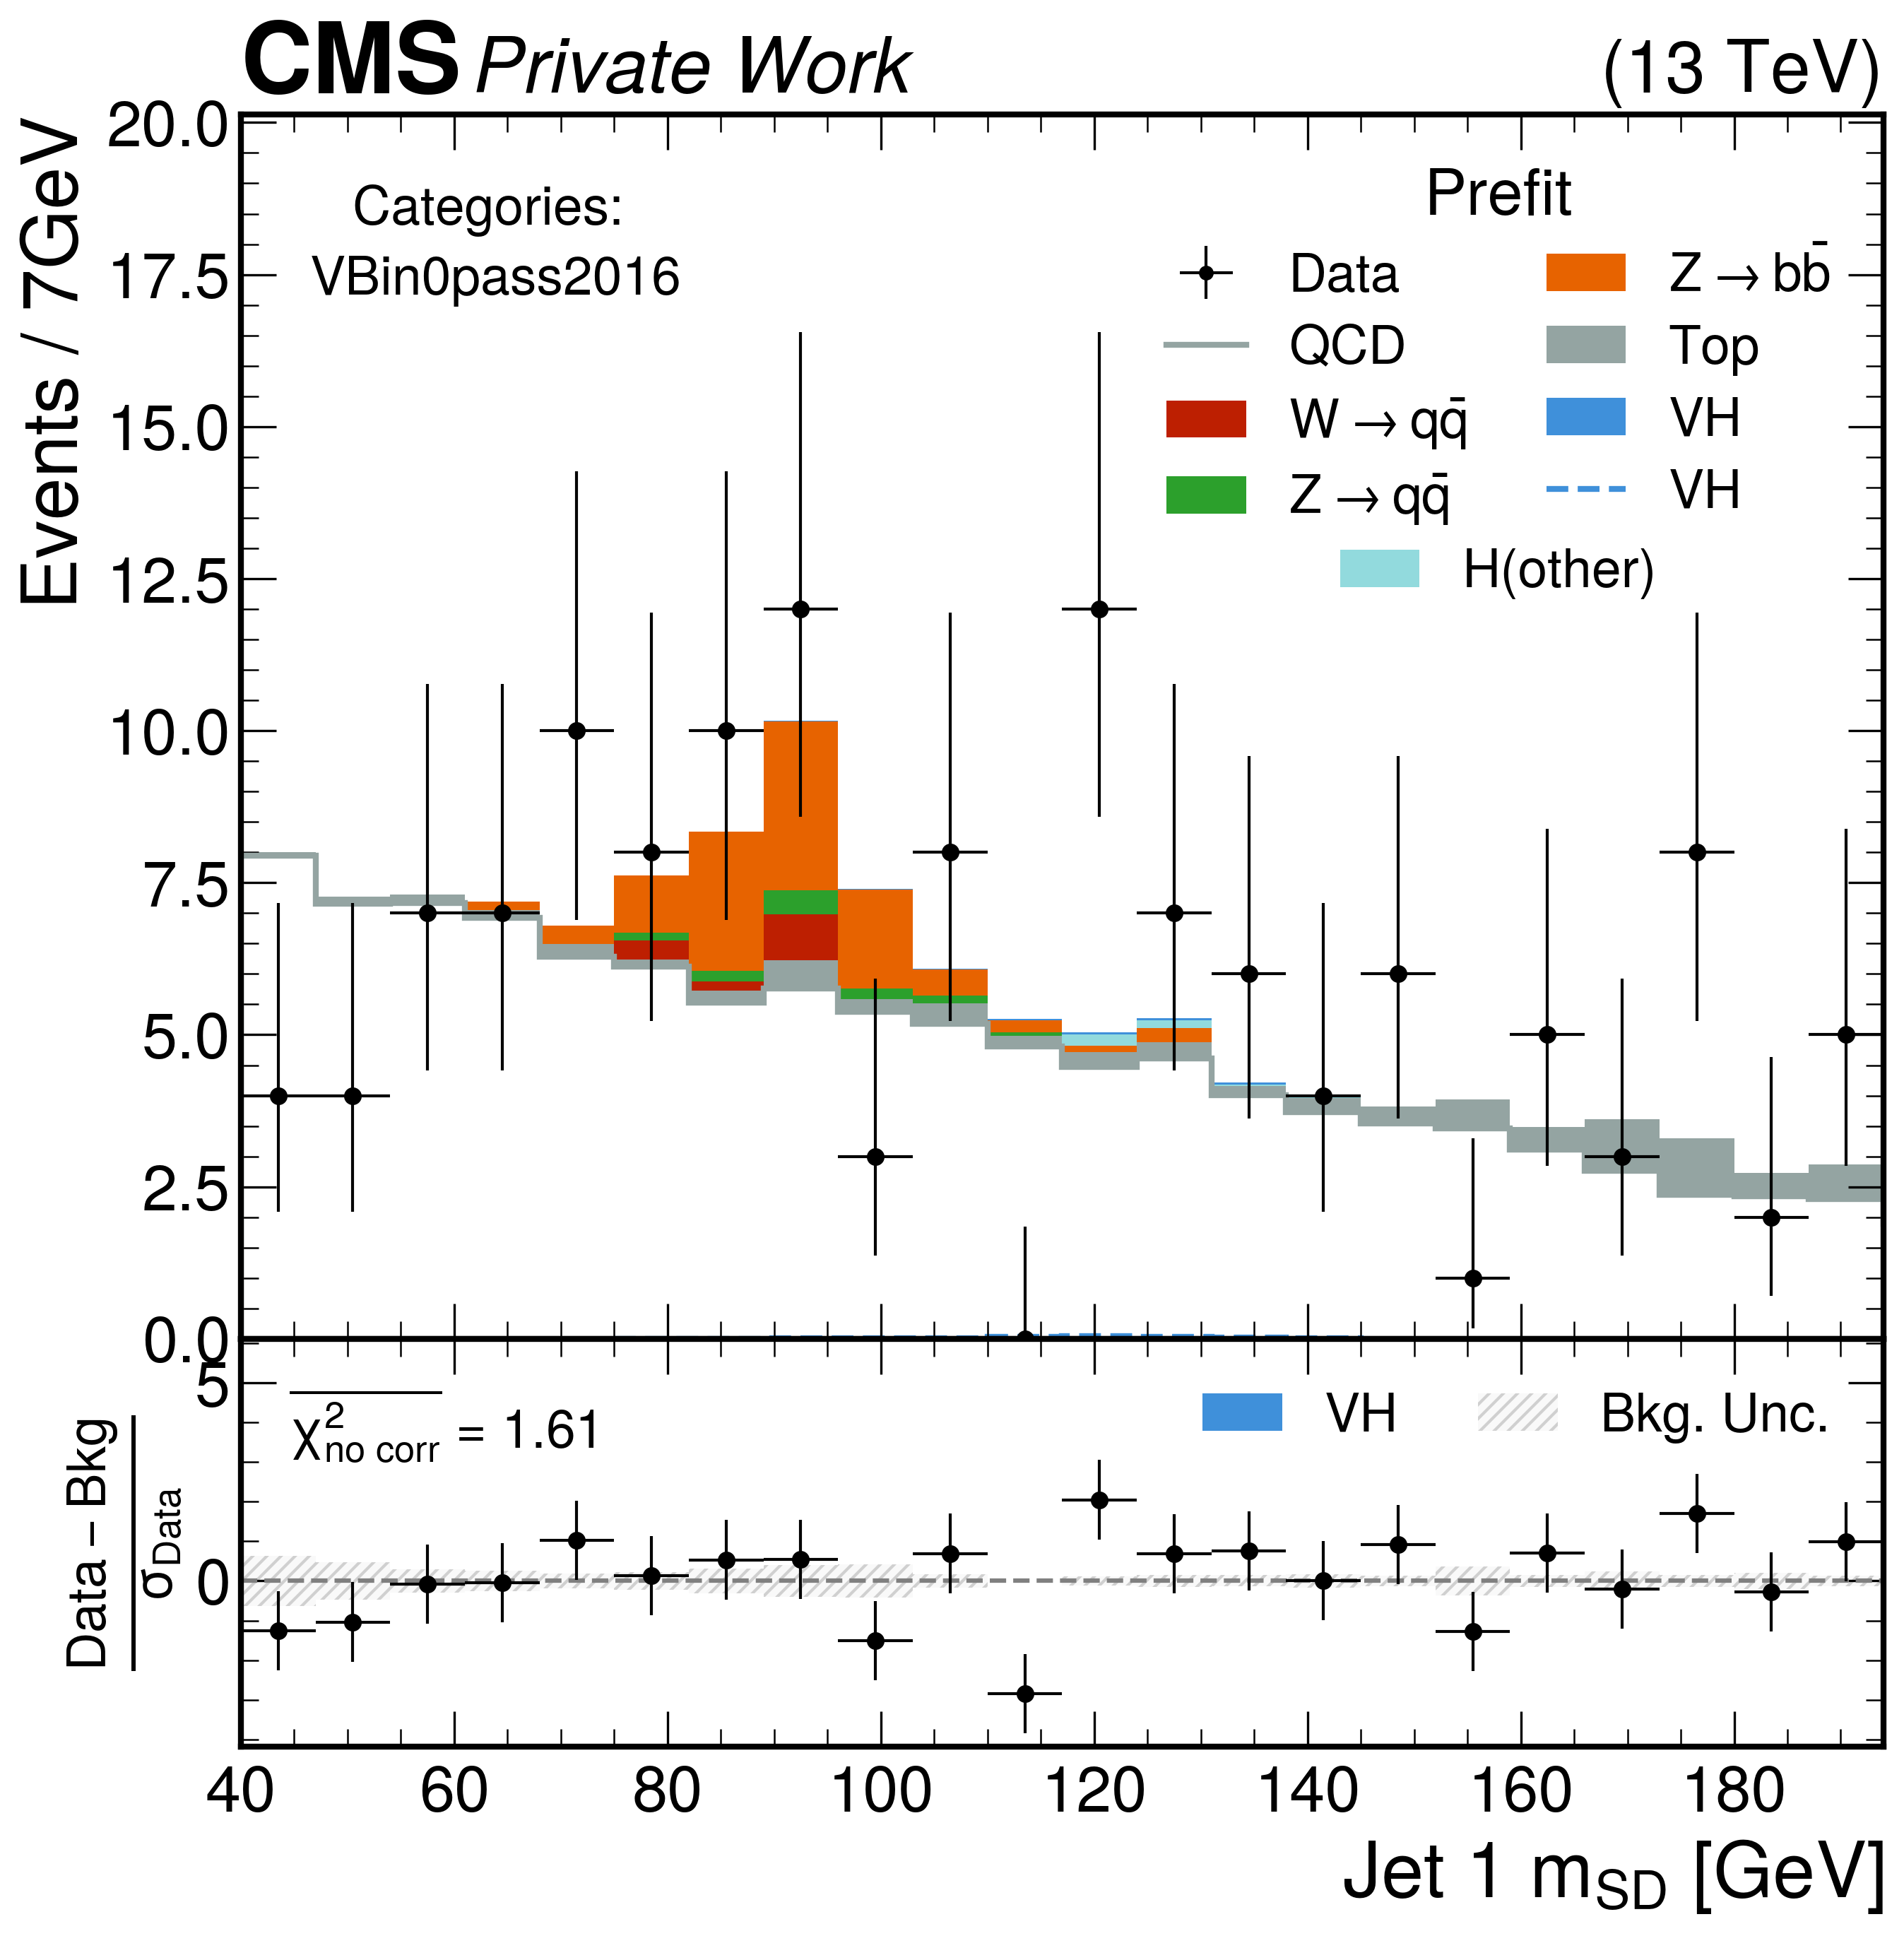 CMS Private Work (13 TeV)
Events / 7GeV
20.0
17.5
15.0
12.5
10.0
7.5
5.0
2.5
0.0
Categories:
VBin0pass2016
Prefit
Data
QCD
W → qq̄
Z → qq̄
Z → bb̄
Top
VH
VH
H(other)
Data − Bkg
σ_Data
5
0
χ²_no corr = 1.61
VH
Bkg. Unc.
40 60 80 100 120 140 160 180
Jet 1 m_SD [GeV]